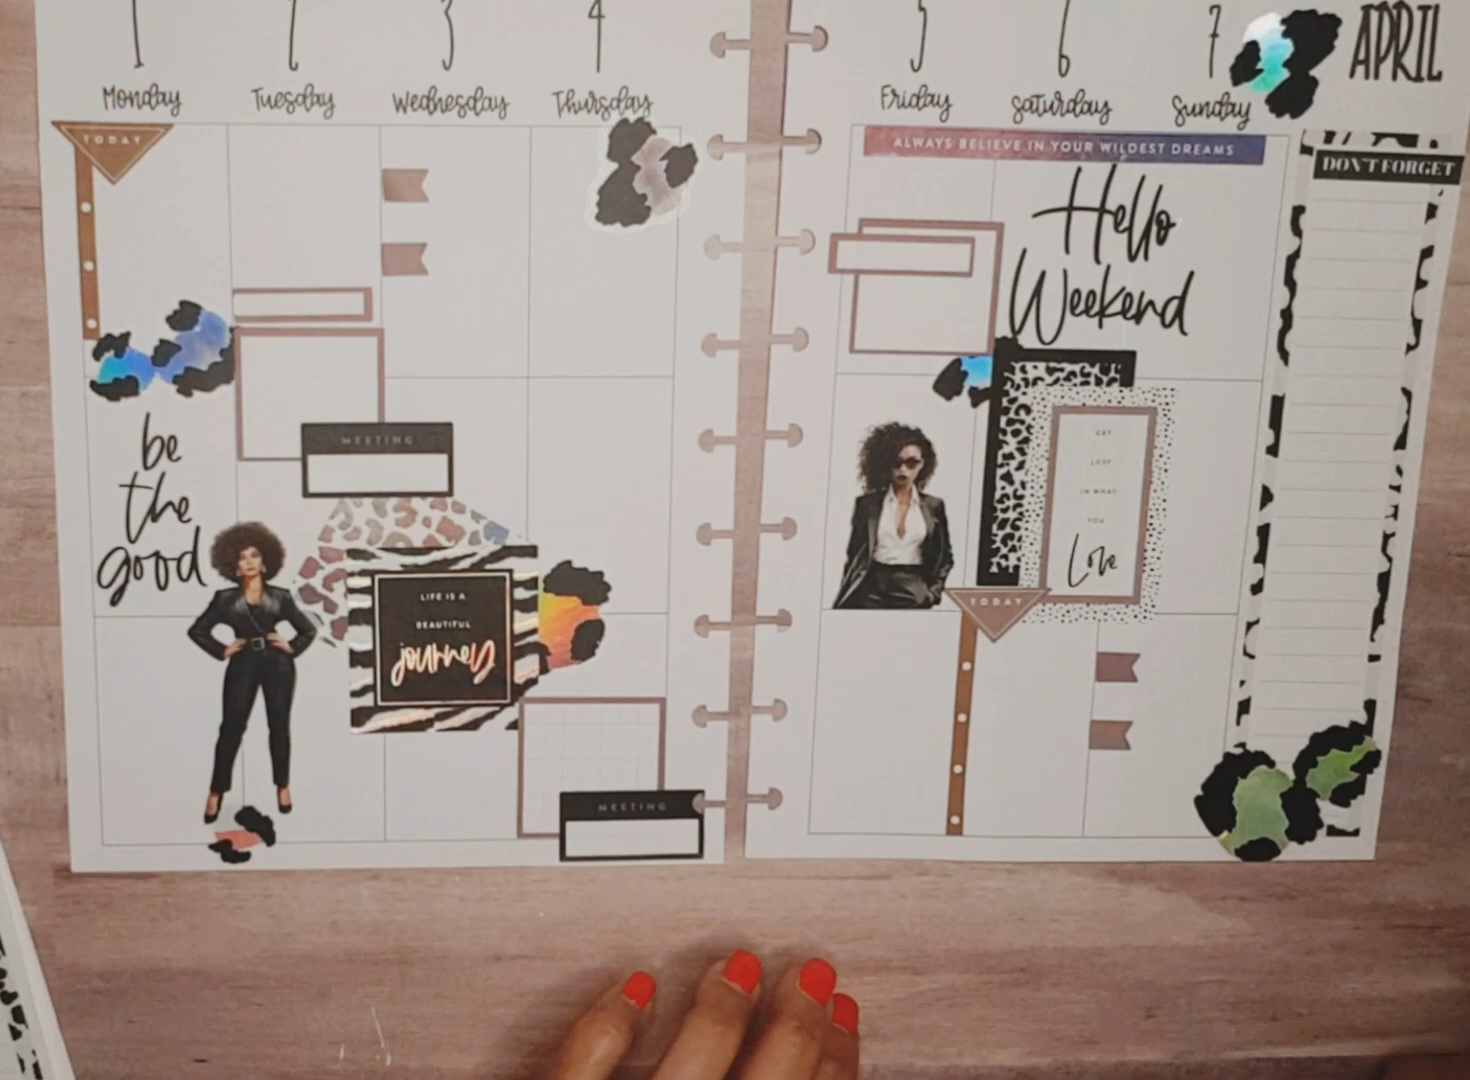 1 2 3 4 5 6 7 APRIL
Monday Tuesday Wednesday Thursday Friday Saturday Sunday
TODAY
be
the
good
MEETING
LIFE IS A
BEAUTIFUL
journey
MEETING
ALWAYS BELIEVE IN YOUR WILDEST DREAMS
Hello
Weekend
GET
LOST
IN WHAT
YOU
Love
TODAY
DON'T FORGET